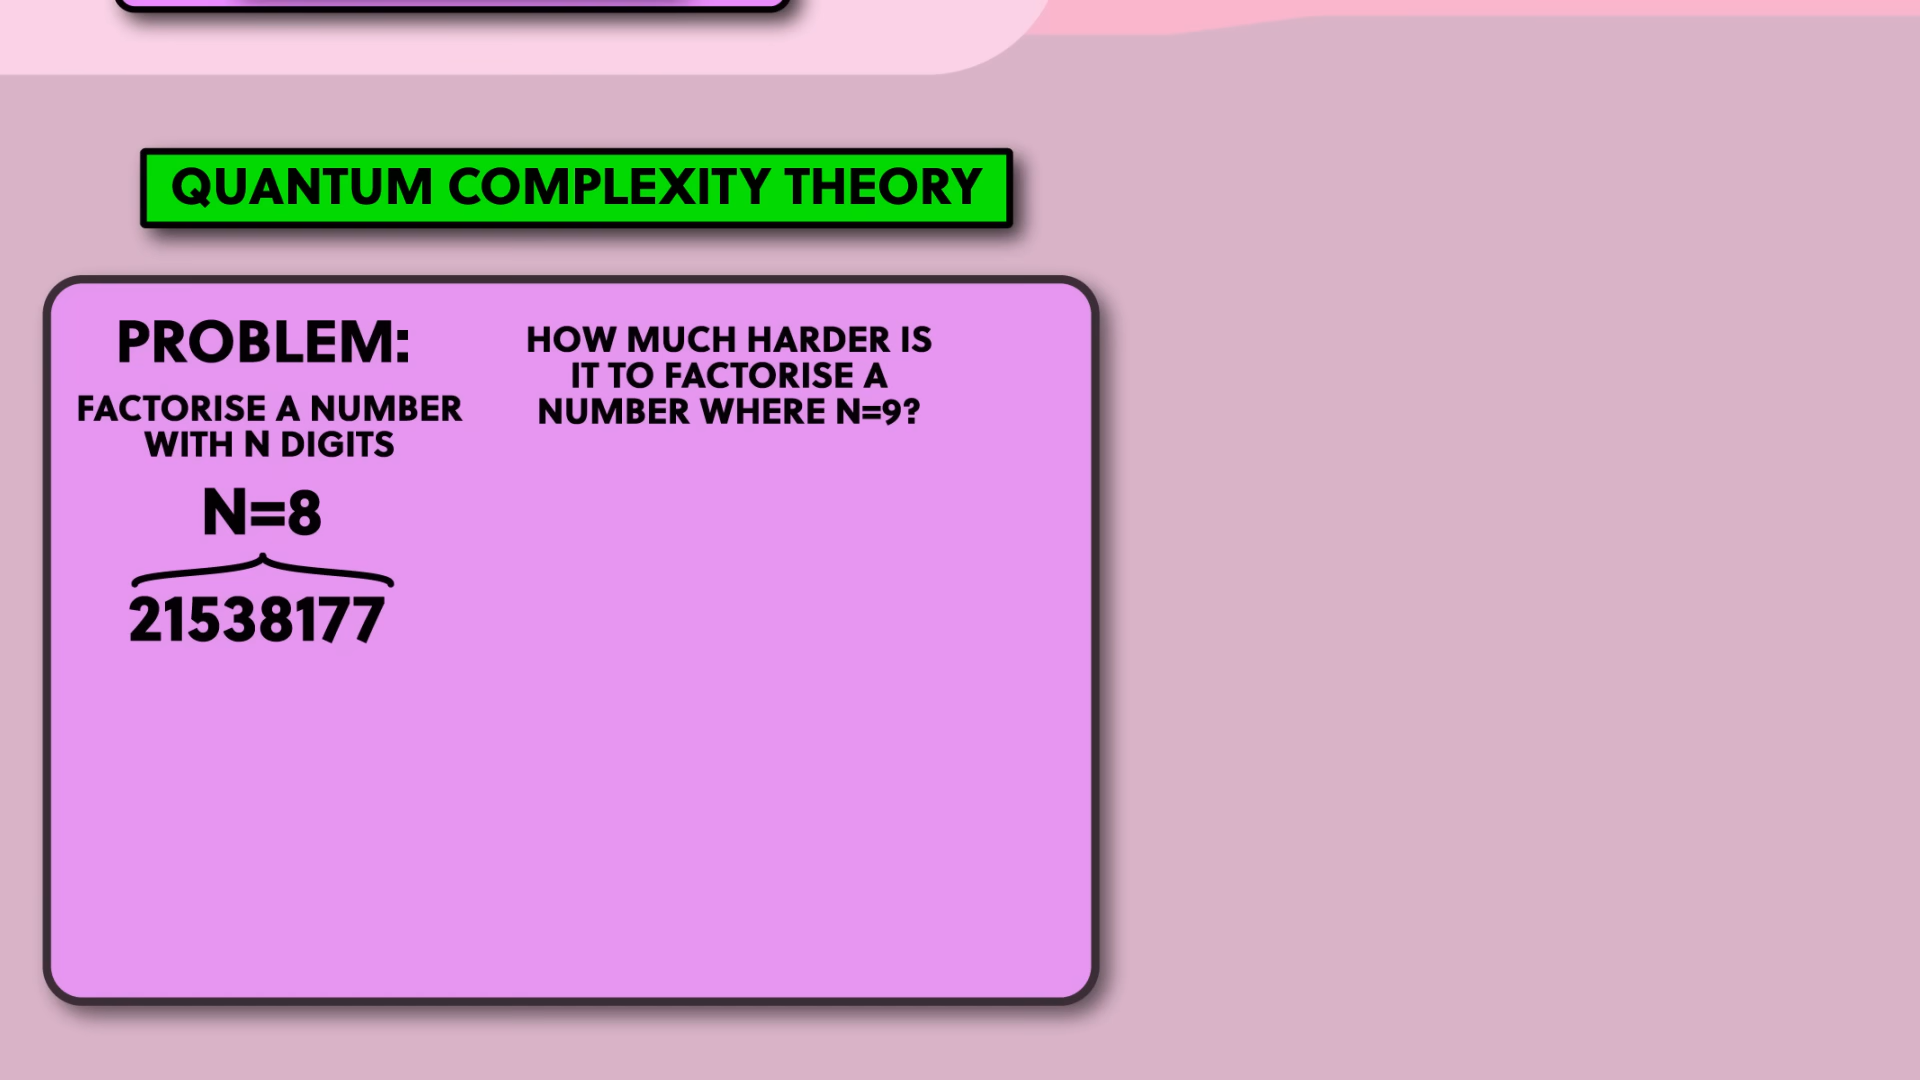 QUANTUM COMPLEXITY THEORY
PROBLEM:
FACTORISE A NUMBER
WITH N DIGITS
N=8
21538177
HOW MUCH HARDER IS
IT TO FACTORISE A
NUMBER WHERE N=9?